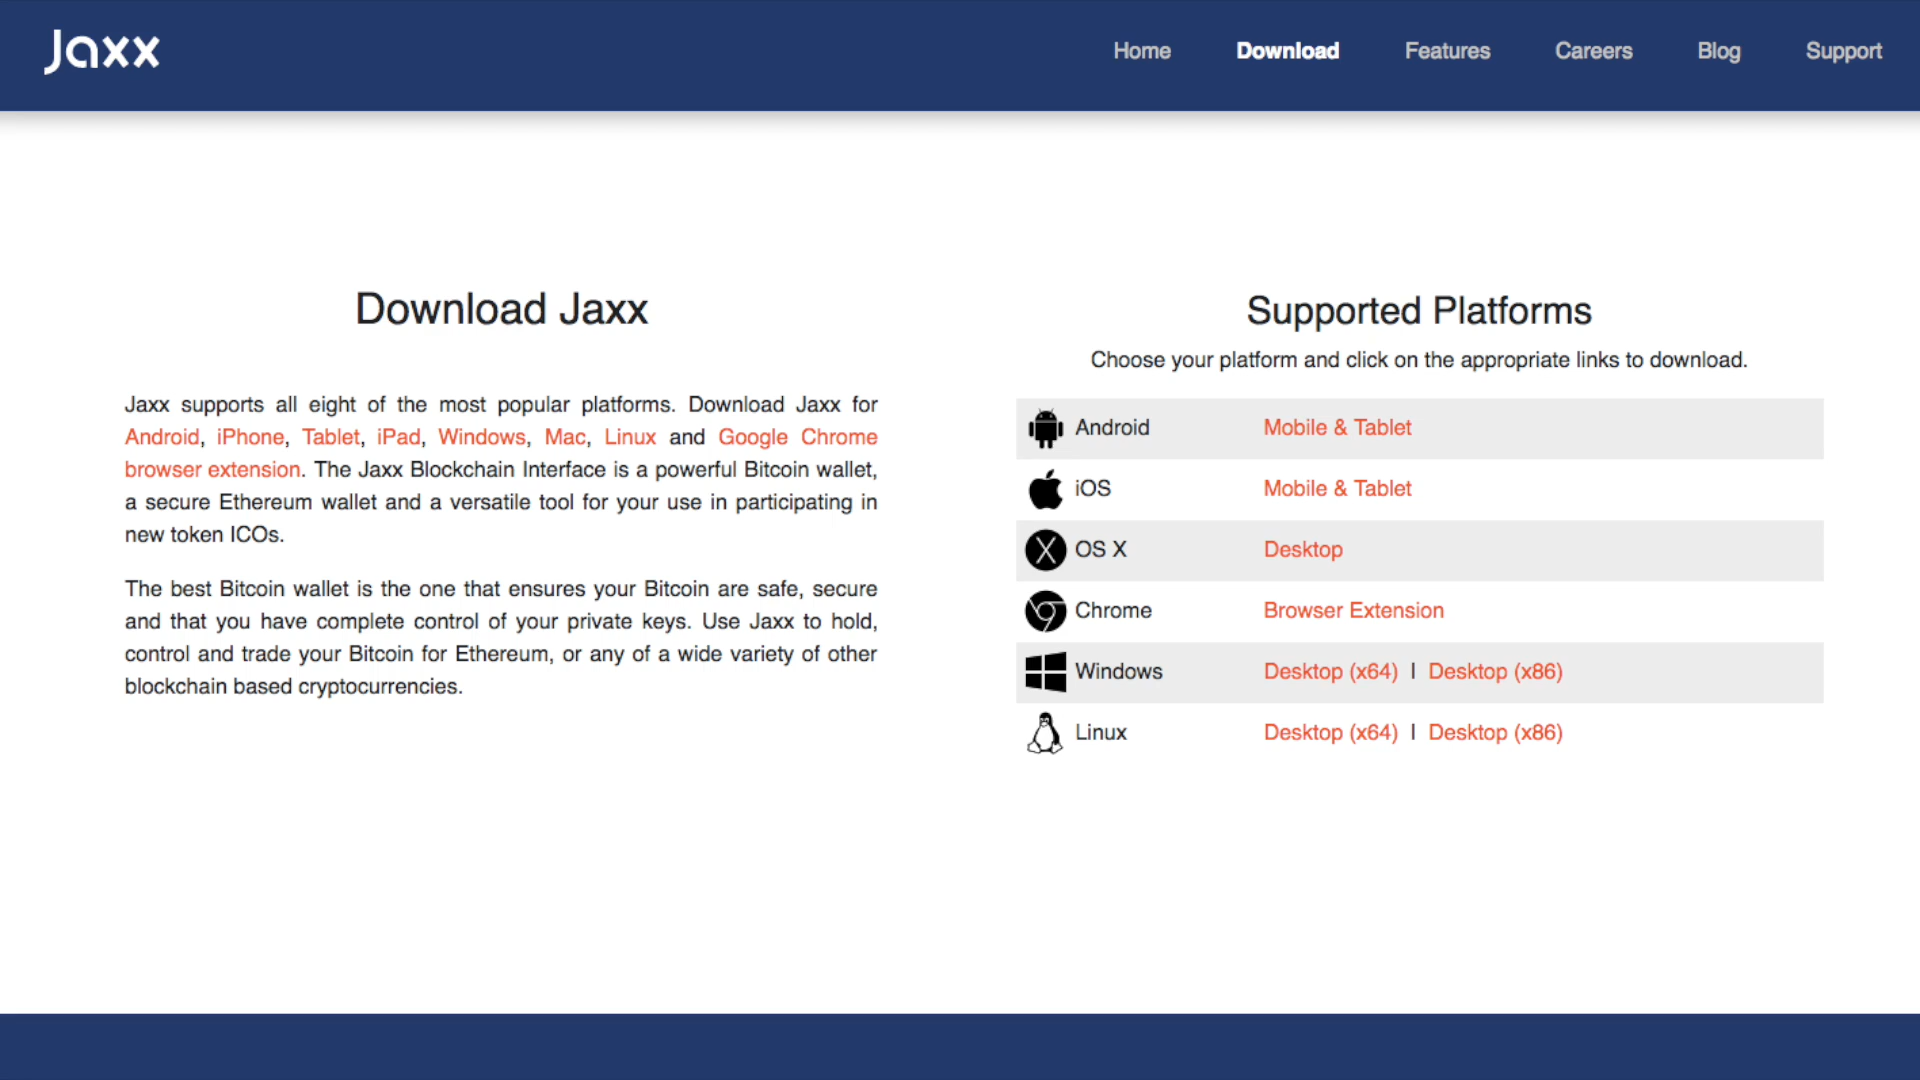 Jaxx
Home Download Features Careers Blog Support
Download Jaxx
Jaxx supports all eight of the most popular platforms. Download Jaxx for
Android, iPhone, Tablet, iPad, Windows, Mac, Linux and Google Chrome
browser extension. The Jaxx Blockchain Interface is a powerful Bitcoin wallet,
a secure Ethereum wallet and a versatile tool for your use in participating in
new token ICOs.
The best Bitcoin wallet is the one that ensures your Bitcoin are safe, secure
and that you have complete control of your private keys. Use Jaxx to hold,
control and trade your Bitcoin for Ethereum, or any of a wide variety of other
blockchain based cryptocurrencies.
Supported Platforms
Choose your platform and click on the appropriate links to download.
Android Mobile & Tablet
iOS Mobile & Tablet
OS X Desktop
Chrome Browser Extension
Windows Desktop (x64) | Desktop (x86)
Linux Desktop (x64) | Desktop (x86)